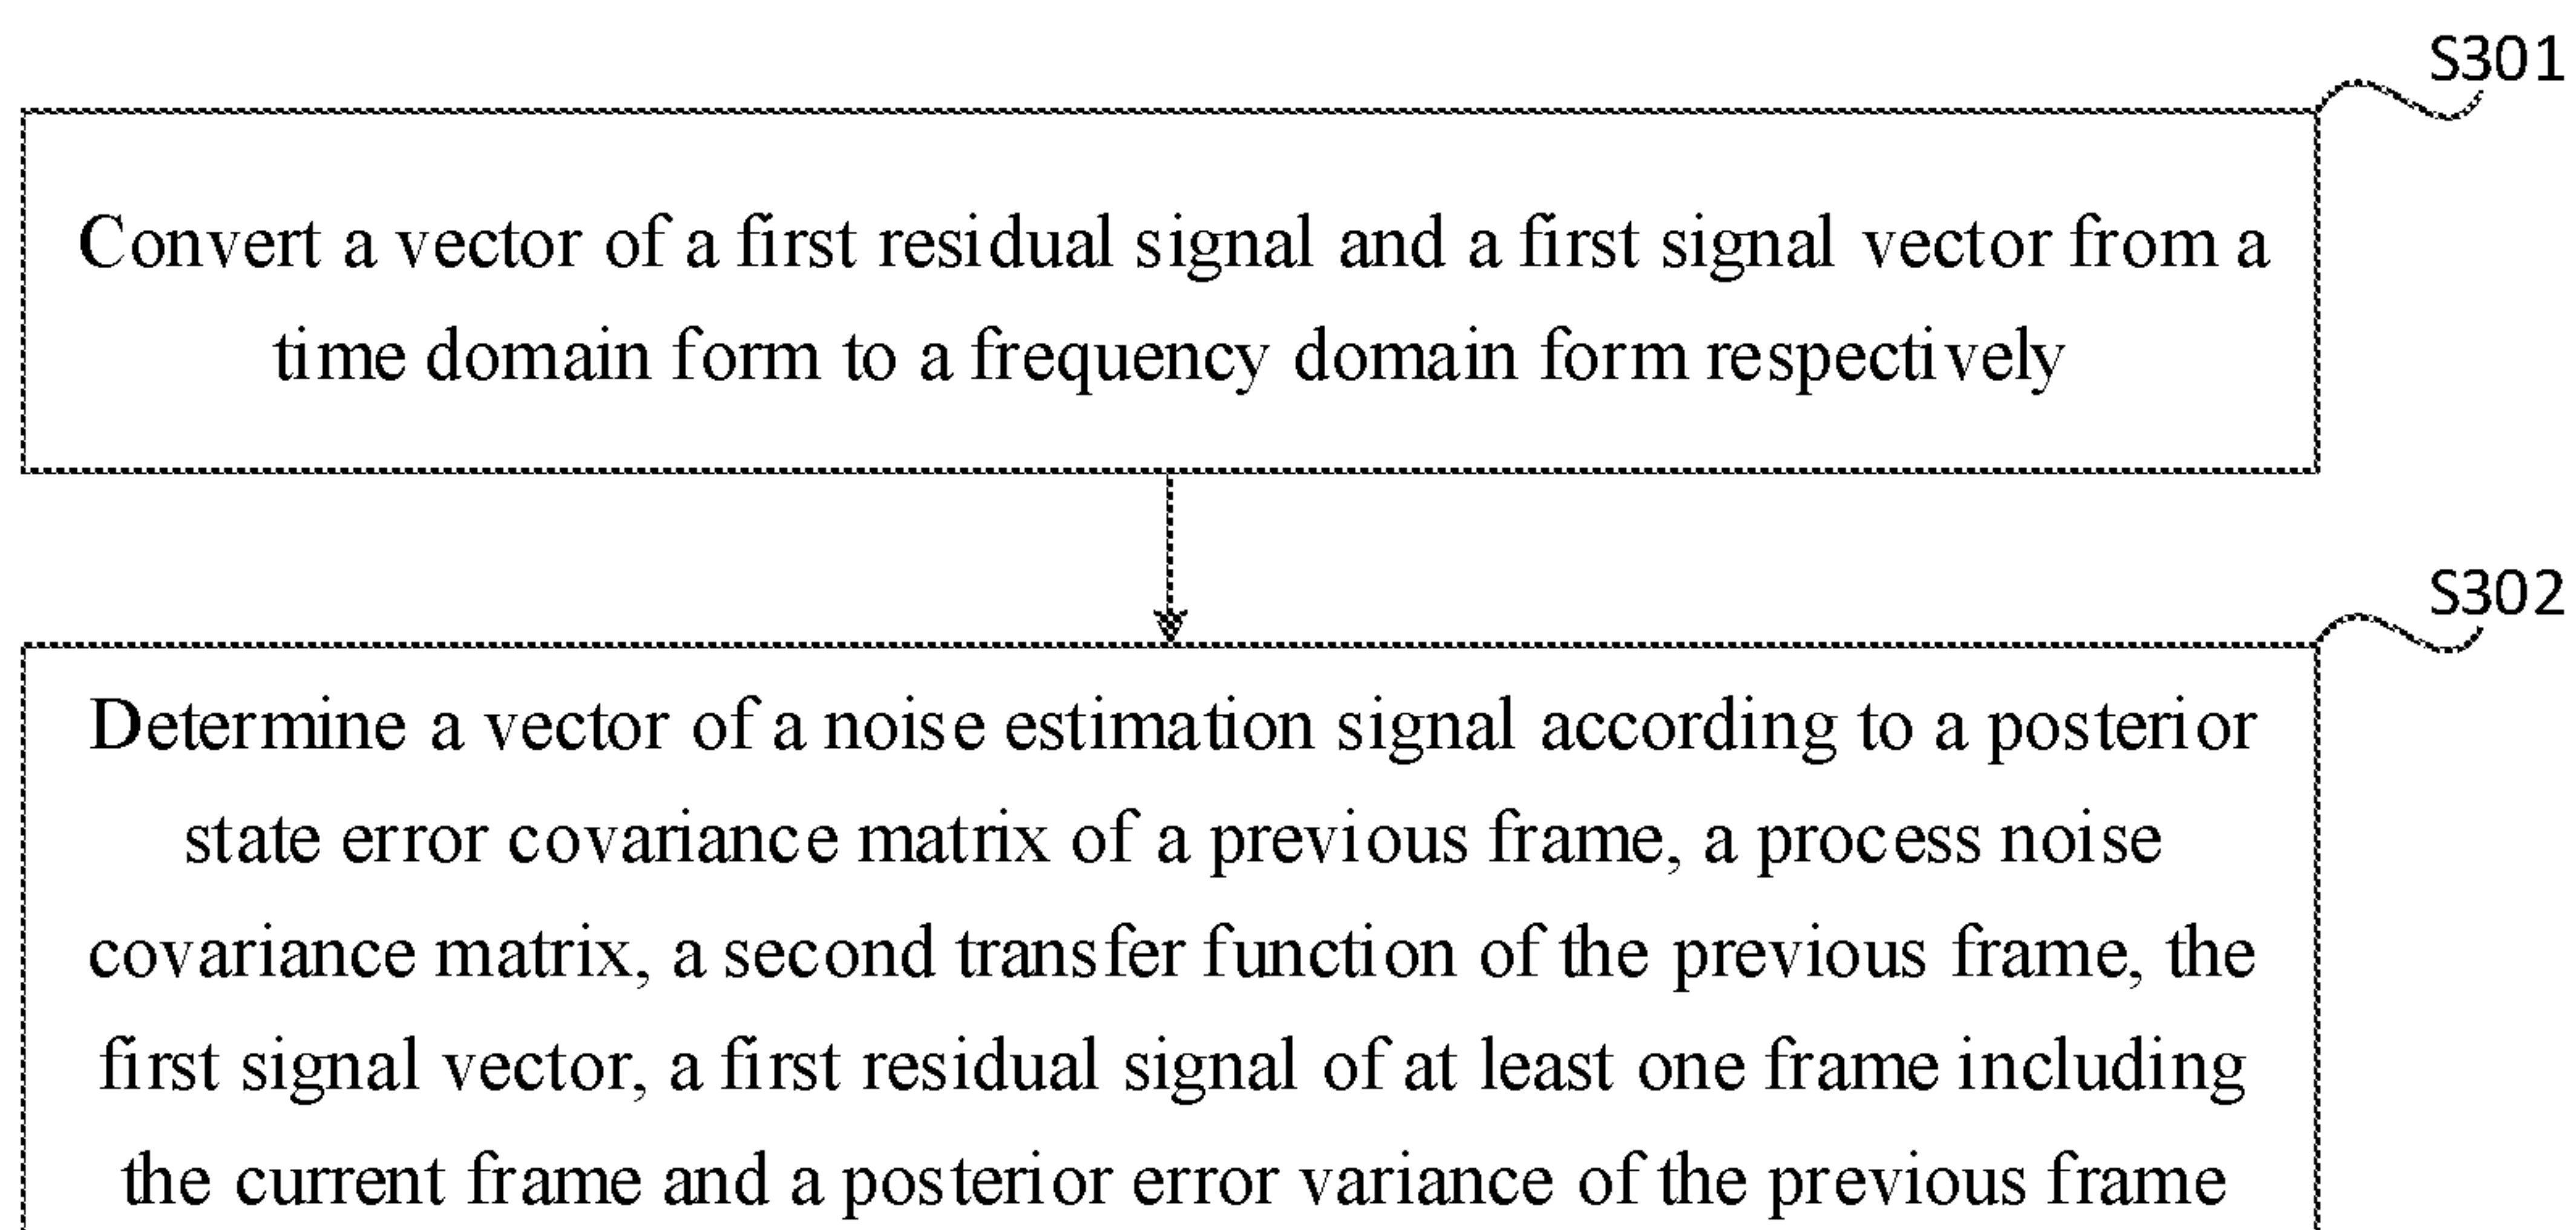 S301
Convert a vector of a first residual signal and a first signal vector from a
time domain form to a frequency domain form respectively
S302
Determine a vector of a noise estimation signal according to a posterior
state error covariance matrix of a previous frame, a process noise
covariance matrix, a second transfer function of the previous frame, the
first signal vector, a first residual signal of at least one frame including
the current frame and a posterior error variance of the previous frame